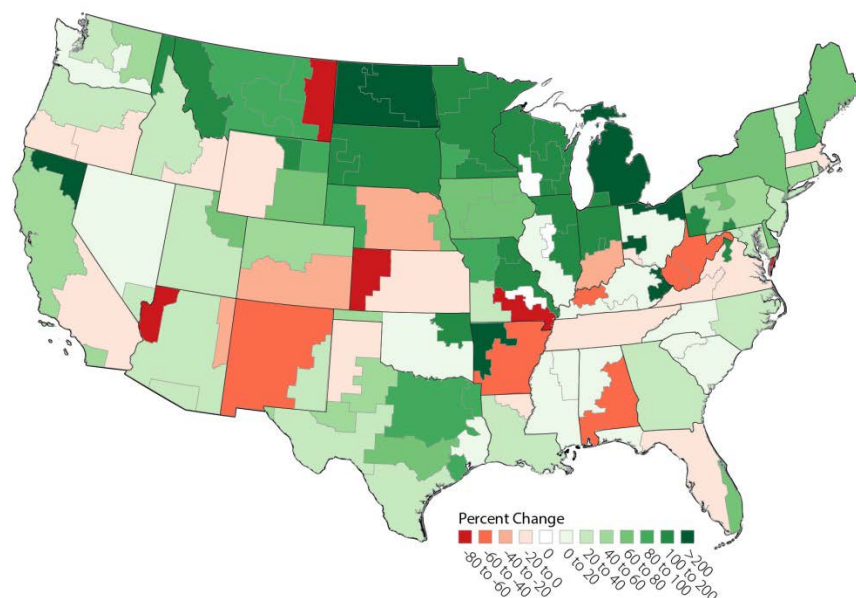 Percent Change
-80 to -60
-60 to -40
-40 to -20
-20 to 0
0
0 to 20
20 to 40
40 to 60
60 to 80
80 to 100
100 to 200
>200